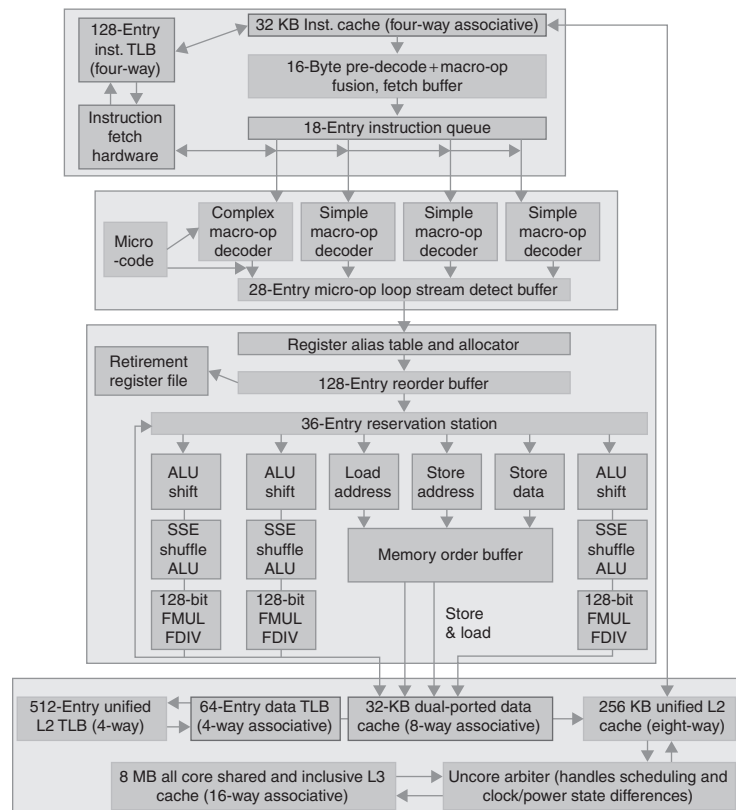 128-Entry
inst. TLB
(four-way)
32 KB Inst. cache (four-way associative)
16-Byte pre-decode+macro-op
fusion, fetch buffer
Instruction
fetch
hardware
18-Entry instruction queue
Micro
-code
Complex
macro-op
decoder
Simple
macro-op
decoder
Simple
macro-op
decoder
Simple
macro-op
decoder
28-Entry micro-op loop stream detect buffer
Register alias table and allocator
Retirement
register file
128-Entry reorder buffer
36-Entry reservation station
ALU
shift
ALU
shift
Load
address
Store
address
Store
data
ALU
shift
SSE
shuffle
ALU
SSE
shuffle
ALU
Memory order buffer
SSE
shuffle
ALU
128-bit
FMUL
FDIV
128-bit
FMUL
FDIV
Store
& load
128-bit
FMUL
FDIV
512-Entry unified
L2 TLB (4-way)
64-Entry data TLB
(4-way associative)
32-KB dual-ported data
cache (8-way associative)
256 KB unified L2
cache (eight-way)
8 MB all core shared and inclusive L3
cache (16-way associative)
Uncore arbiter (handles scheduling and
clock/power state differences)